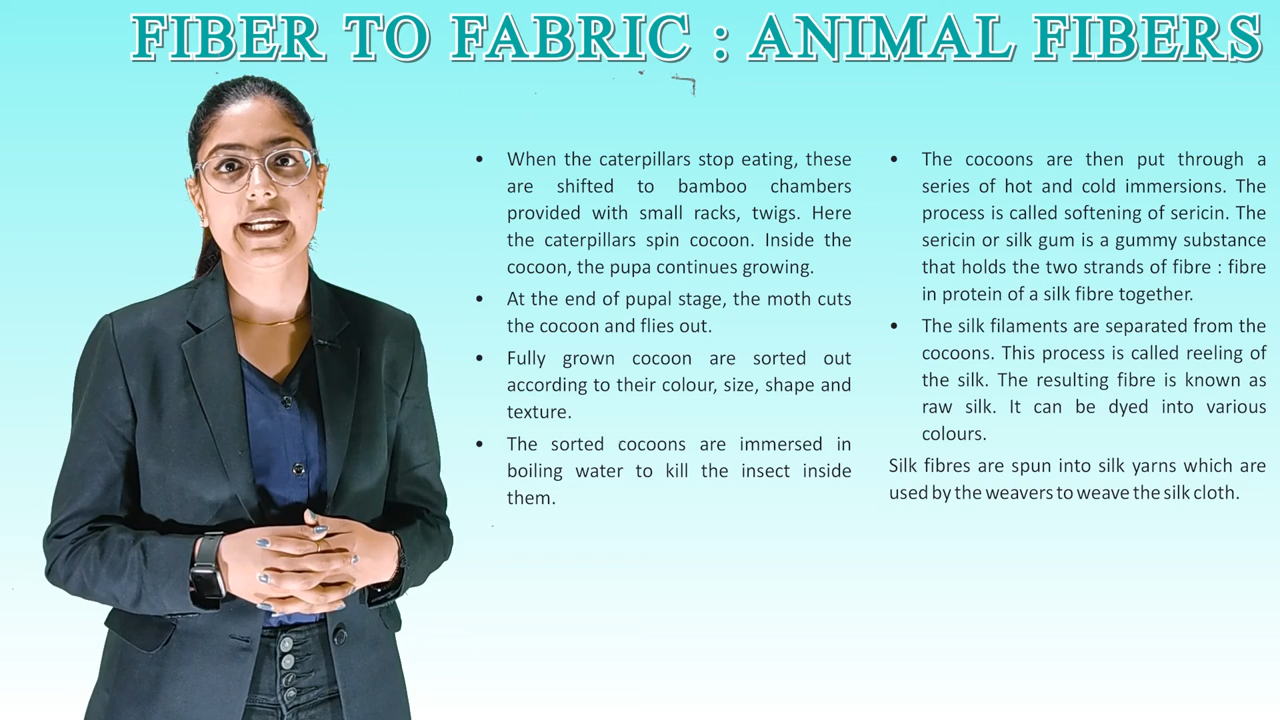 FIBER TO FABRIC : ANIMAL FIBERS
• When the caterpillars stop eating, these
are shifted to bamboo chambers
provided with small racks, twigs. Here
the caterpillars spin cocoon. Inside the
cocoon, the pupa continues growing.
• At the end of pupal stage, the moth cuts
the cocoon and flies out.
• Fully grown cocoon are sorted out
according to their colour, size, shape and
texture.
• The sorted cocoons are immersed in
boiling water to kill the insect inside
them.
• The cocoons are then put through a
series of hot and cold immersions. The
process is called softening of sericin. The
sericin or silk gum is a gummy substance
that holds the two strands of fibre : fibre
in protein of a silk fibre together.
• The silk filaments are separated from the
cocoons. This process is called reeling of
the silk. The resulting fibre is known as
raw silk. It can be dyed into various
colours.
Silk fibres are spun into silk yarns which are
used by the weavers to weave the silk cloth.